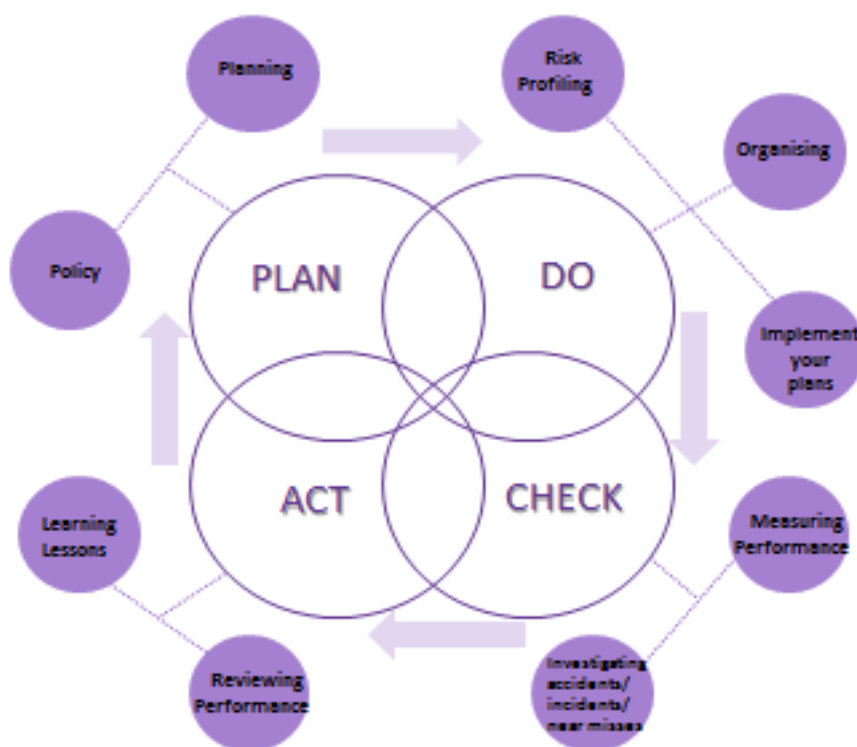 Planning
Risk
Profiling
Organising
Policy
PLAN
DO
Implement
your
plans
Learning
Lessons
ACT
CHECK
Measuring
Performance
Reviewing
Performance
Investigating
accidents/
incidents/
near misses